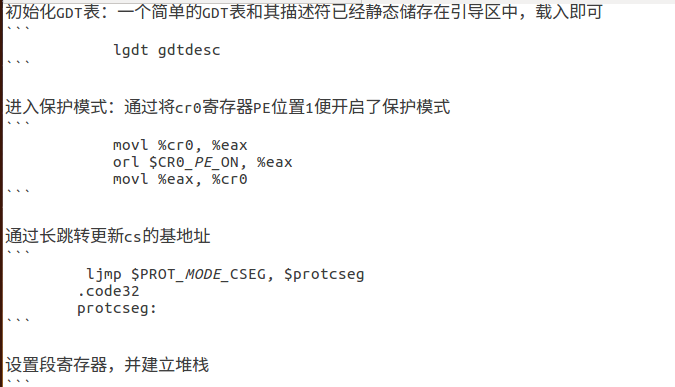 初始化GDT表：一个简单的GDT表和其描述符已经静态储存在引导区中，载入即可
```
lgdt gdtdesc
```
进入保护模式：通过将cr0寄存器PE位置1便开启了保护模式
```
movl %cr0, %eax
orl $CR0_PE_ON, %eax
movl %eax, %cr0
```
通过长跳转更新cs的基地址
```
ljmp $PROT_MODE_CSEG, $protcseg
.code32
protcseg:
```
设置段寄存器，并建立堆栈
```